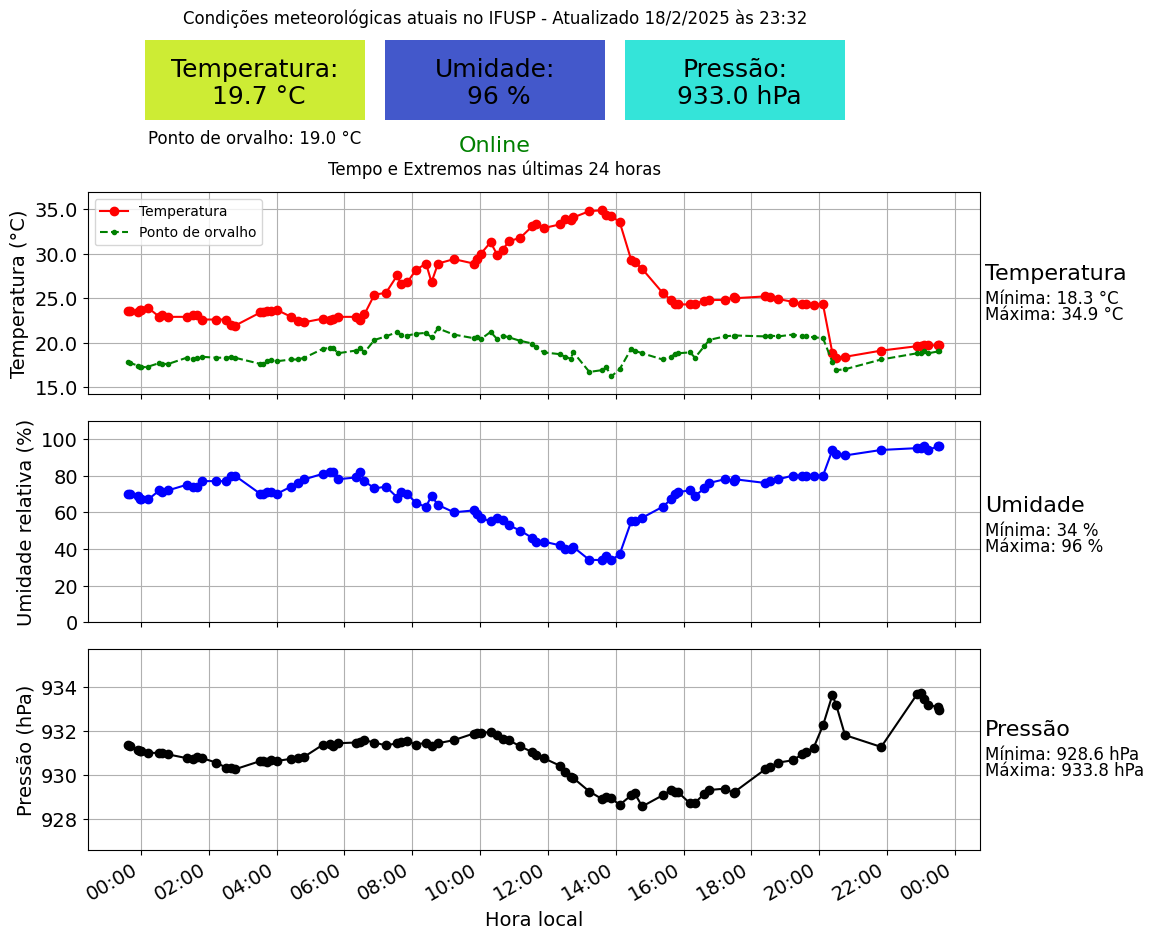 Condições meteorológicas atuais no IFUSP - Atualizado 18/2/2025 às 23:32
Temperatura:
19.7 °C
Umidade:
96 %
Pressão:
933.0 hPa
Ponto de orvalho: 19.0 °C
Online
Tempo e Extremos nas últimas 24 horas
Temperatura (°C)
35.0
30.0
25.0
20.0
15.0
Temperatura
Ponto de orvalho
Temperatura
Mínima: 18.3 °C
Máxima: 34.9 °C
Umidade relativa (%)
100
80
60
40
20
0
Umidade
Mínima: 34 %
Máxima: 96 %
Pressão (hPa)
934
932
930
928
Pressão
Mínima: 928.6 hPa
Máxima: 933.8 hPa
00:00 02:00 04:00 06:00 08:00 10:00 12:00 14:00 16:00 18:00 20:00 22:00 00:00
Hora local